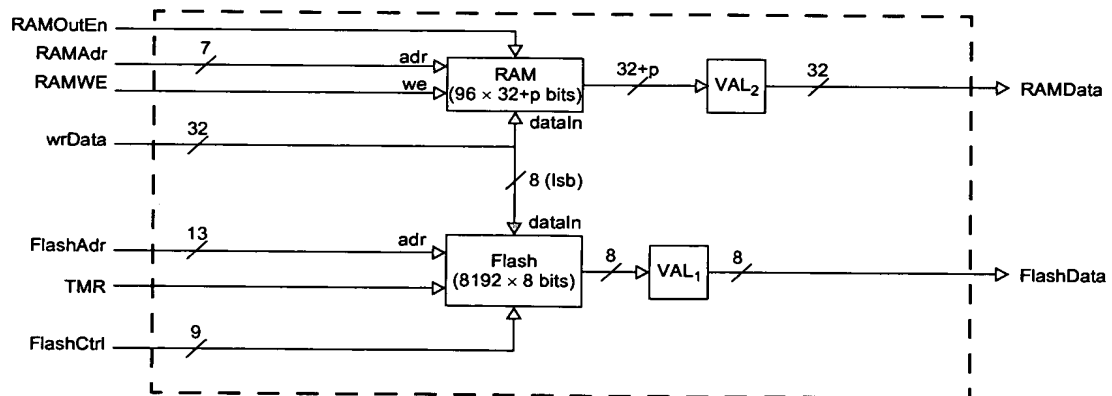 RAMOutEn
RAMAdr
7
adr
RAMWE
we
RAM
(96 × 32+p bits)
32+p
VAL2
32
RAMData
dataIn
wrData
32
8 (lsb)
dataIn
FlashAdr
13
adr
Flash
(8192 × 8 bits)
8
VAL1
8
FlashData
TMR
FlashCtrl
9